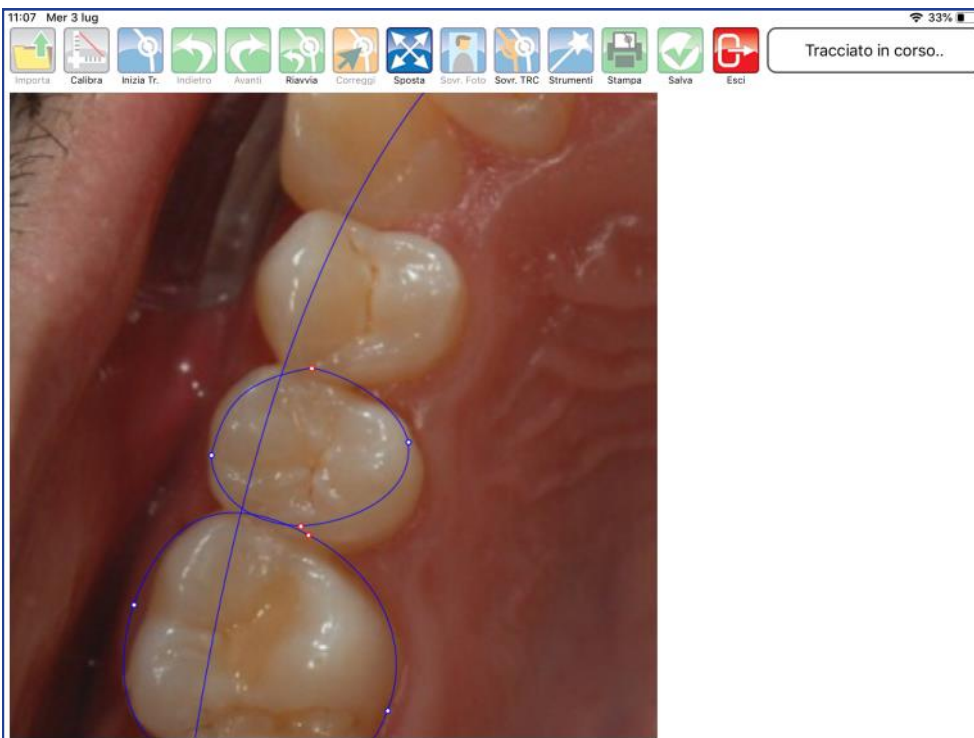 11:07 Mer 3 lug 33%
Tracciato in corso..
Importa Calibra Inizia Tr. Indietro Avanti Riavvia Correggi Sposta Sovr. Foto Sovr. TRC Strumenti Stampa Salva Esci